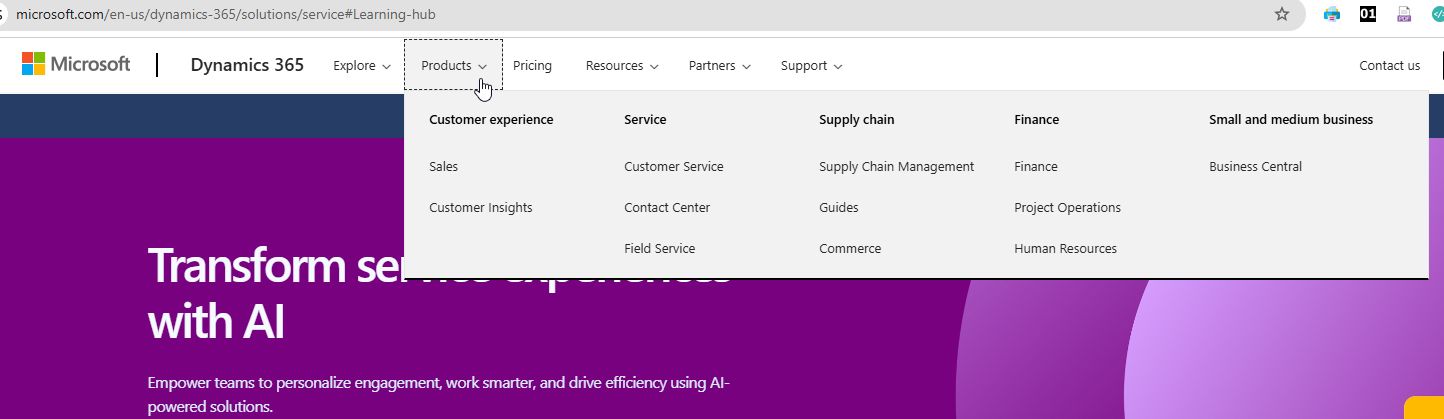 microsoft.com/en-us/dynamics-365/solutions/service#Learning-hub
01
PDF
Microsoft
Dynamics 365
Explore
Products
Pricing
Resources
Partners
Support
Contact us
Customer experience
Service
Supply chain
Finance
Small and medium business
Sales
Customer Service
Supply Chain Management
Finance
Business Central
Customer Insights
Contact Center
Guides
Project Operations
Field Service
Commerce
Human Resources
Transform service experiences
with AI
Empower teams to personalize engagement, work smarter, and drive efficiency using AI-
powered solutions.